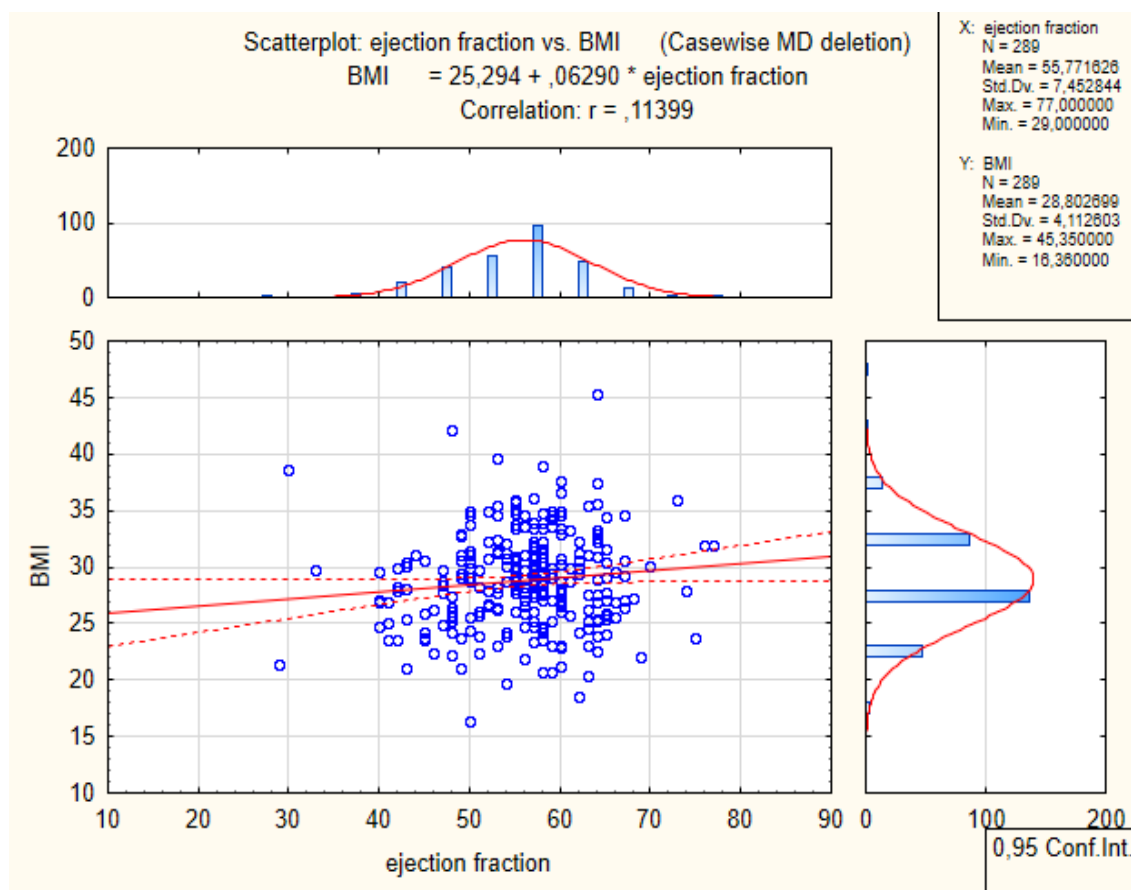 Scatterplot: ejection fraction vs. BMI (Casewise MD deletion)
BMI = 25,294 + ,06290 * ejection fraction
Correlation: r = ,11399
X: ejection fraction
N = 289
Mean = 55,771626
Std.Dv. = 7,452844
Max. = 77,000000
Min. = 29,000000
Y: BMI
N = 289
Mean = 28,802699
Std.Dv. = 4,112603
Max. = 45,350000
Min. = 16,360000
200
100
0
50
45
40
35
30
25
20
15
10
BMI
10 20 30 40 50 60 70 80 90
ejection fraction
0 100 200
0,95 Conf.Int.